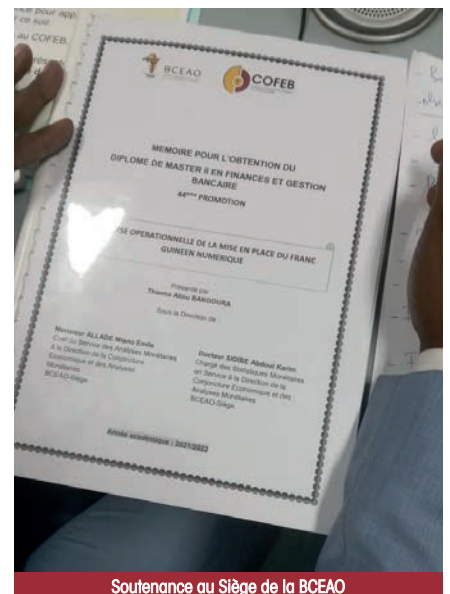 au COFEB
BCEAO
COFEB
MEMOIRE POUR L'OBTENTION DU
DIPLOME DE MASTER II EN FINANCES ET GESTION
BANCAIRE
44ème PROMOTION
OPERATIONNELLE DE LA MISE EN PLACE DU FRANC
GUINEEN NUMERIQUE
Présenté par
Thierno Aliou BANGOURA
Sous la Direction de :
Monsieur ALLADE Migno Emile
Chef du Service des Analyses Monétaires
à la Direction de la Conjoncture
Economique et des Analyses
Monétaires
BCEAO-Siège
Docteur SIDIBE Aboubacar Karim
Chargé des Statistiques Monétaires
en Service à la Direction de la
Conjoncture Economique et des
Analyses Monétaires
BCEAO-Siège
Année académique : 2021/2022
Soutenance au Siège de la BCEAO